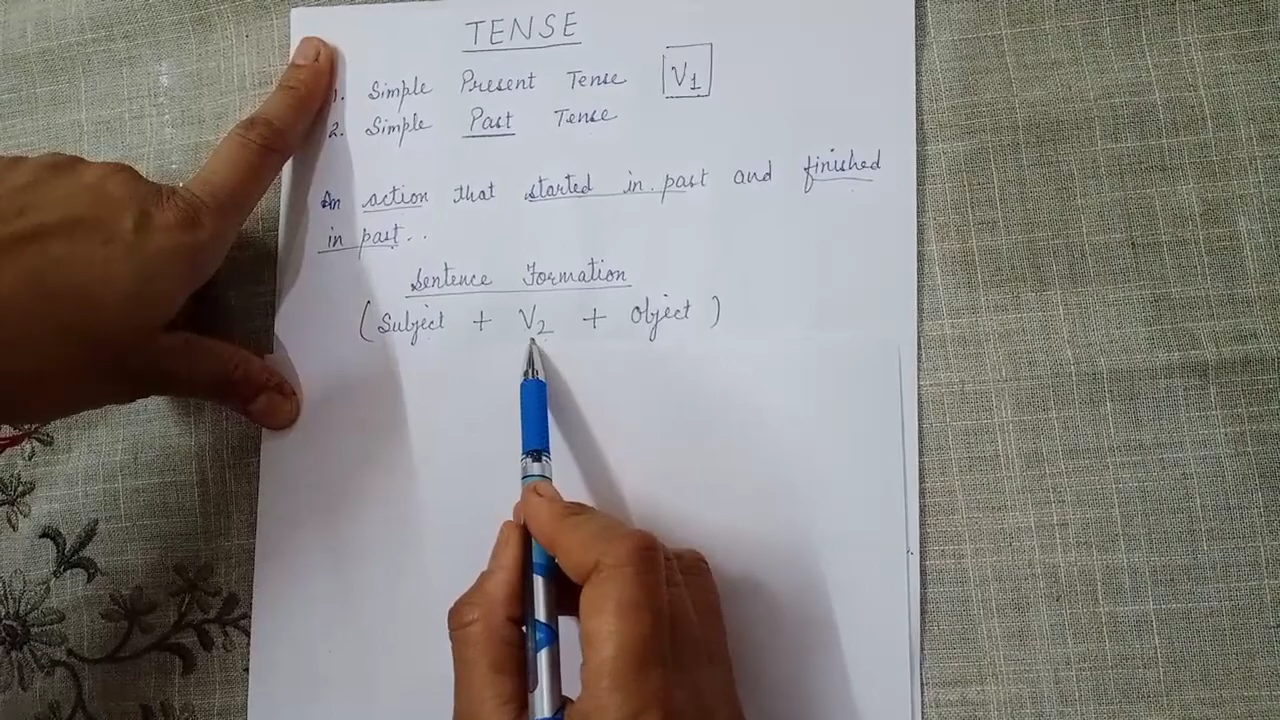 TENSE
1. Simple Present Tense V1
2. Simple Past Tense
An action that started in past and finished
in past..
Sentence Formation
(Subject + V2 + Object)